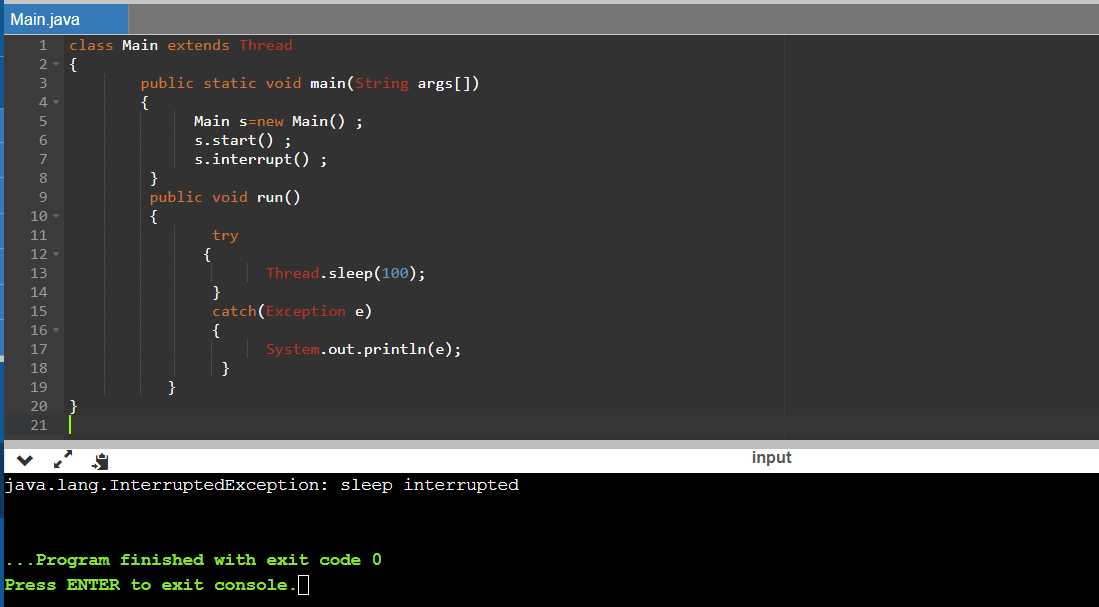 Main.java
1 class Main extends Thread
2 {
3 public static void main(String args[])
4 {
5 Main s=new Main() ;
6 s.start() ;
7 s.interrupt() ;
8 }
9 public void run()
10 {
11 try
12 {
13 Thread.sleep(100);
14 }
15 catch(Exception e)
16 {
17 System.out.println(e);
18 }
19 }
20 }
21
input
java.lang.InterruptedException: sleep interrupted
...Program finished with exit code 0
Press ENTER to exit console.